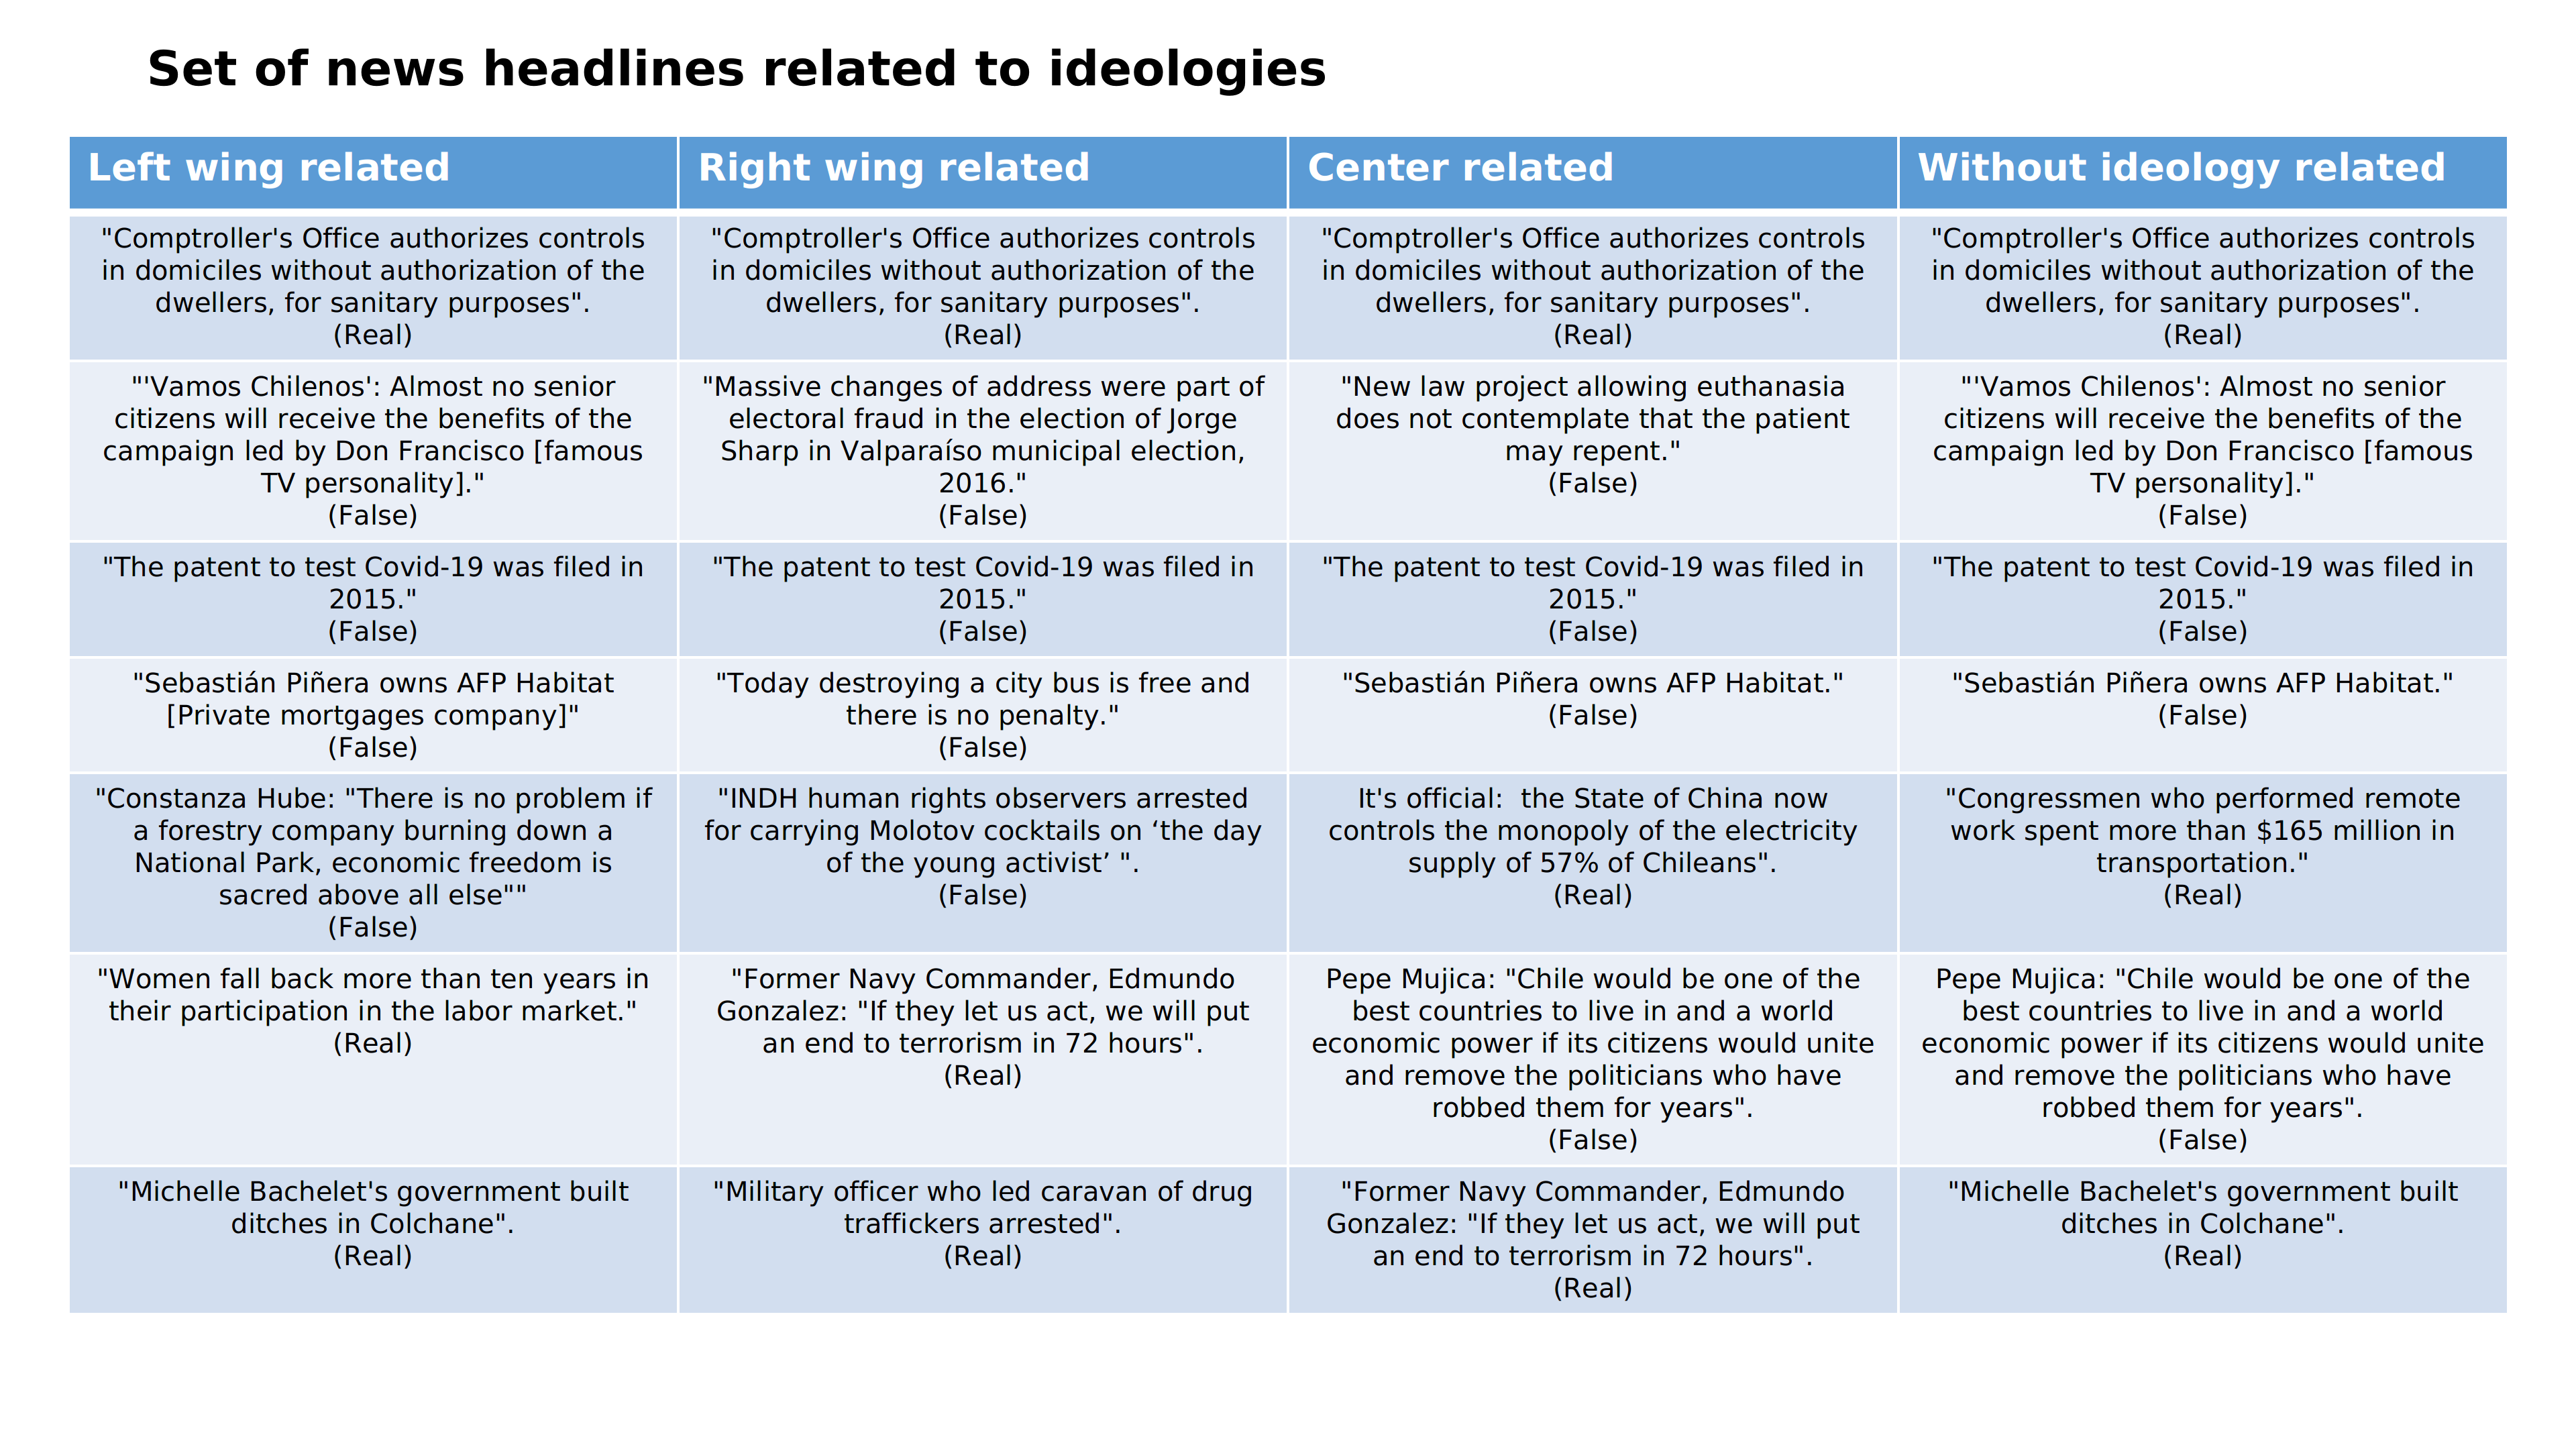 Set of news headlines related to ideologies
Left wing related
Right wing related
Center related
Without ideology related
"Comptroller's Office authorizes controls
in domiciles without authorization of the
dwellers, for sanitary purposes".
(Real)
"Comptroller's Office authorizes controls
in domiciles without authorization of the
dwellers, for sanitary purposes".
(Real)
"Comptroller's Office authorizes controls
in domiciles without authorization of the
dwellers, for sanitary purposes".
(Real)
"Comptroller's Office authorizes controls
in domiciles without authorization of the
dwellers, for sanitary purposes".
(Real)
"'Vamos Chilenos': Almost no senior
citizens will receive the benefits of the
campaign led by Don Francisco [famous
TV personality]."
(False)
"Massive changes of address were part of
electoral fraud in the election of Jorge
Sharp in Valparaíso municipal election,
2016."
(False)
"New law project allowing euthanasia
does not contemplate that the patient
may repent."
(False)
"'Vamos Chilenos': Almost no senior
citizens will receive the benefits of the
campaign led by Don Francisco [famous
TV personality]."
(False)
"The patent to test Covid-19 was filed in
2015."
(False)
"The patent to test Covid-19 was filed in
2015."
(False)
"The patent to test Covid-19 was filed in
2015."
(False)
"The patent to test Covid-19 was filed in
2015."
(False)
"Sebastián Piñera owns AFP Habitat
[Private mortgages company]"
(False)
"Today destroying a city bus is free and
there is no penalty."
(False)
"Sebastián Piñera owns AFP Habitat."
(False)
"Sebastián Piñera owns AFP Habitat."
(False)
"Constanza Hube: "There is no problem if
a forestry company burning down a
National Park, economic freedom is
sacred above all else""
(False)
"INDH human rights observers arrested
for carrying Molotov cocktails on ‘the day
of the young activist’ ".
(False)
It's official:  the State of China now
controls the monopoly of the electricity
supply of 57% of Chileans".
(Real)
"Congressmen who performed remote
work spent more than $165 million in
transportation."
(Real)
"Women fall back more than ten years in
their participation in the labor market."
(Real)
"Former Navy Commander, Edmundo
Gonzalez: "If they let us act, we will put
an end to terrorism in 72 hours".
(Real)
Pepe Mujica: "Chile would be one of the
best countries to live in and a world
economic power if its citizens would unite
and remove the politicians who have
robbed them for years".
(False)
Pepe Mujica: "Chile would be one of the
best countries to live in and a world
economic power if its citizens would unite
and remove the politicians who have
robbed them for years".
(False)
"Michelle Bachelet's government built
ditches in Colchane".
(Real)
"Military officer who led caravan of drug
traffickers arrested".
(Real)
"Former Navy Commander, Edmundo
Gonzalez: "If they let us act, we will put
an end to terrorism in 72 hours".
(Real)
"Michelle Bachelet's government built
ditches in Colchane".
(Real)